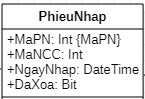 PhieuNhap
+MaPN: Int {MaPN}
+MaNCC: Int
+NgayNhap: DateTime
+DaXoa: Bit